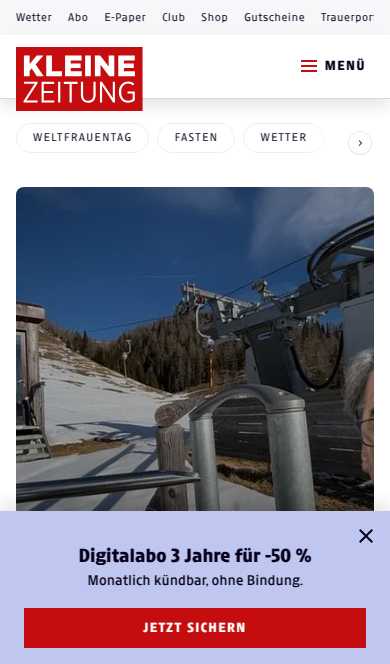 Wetter Abo E-Paper Club Shop Gutscheine
KLEINE
ZEITUNG
MENÜ
WELTFRAUENTAG FASTEN WETTER
Digitalabo 3 Jahre für -50 %
Monatlich kündbar, ohne Bindung.
JETZT SICHERN